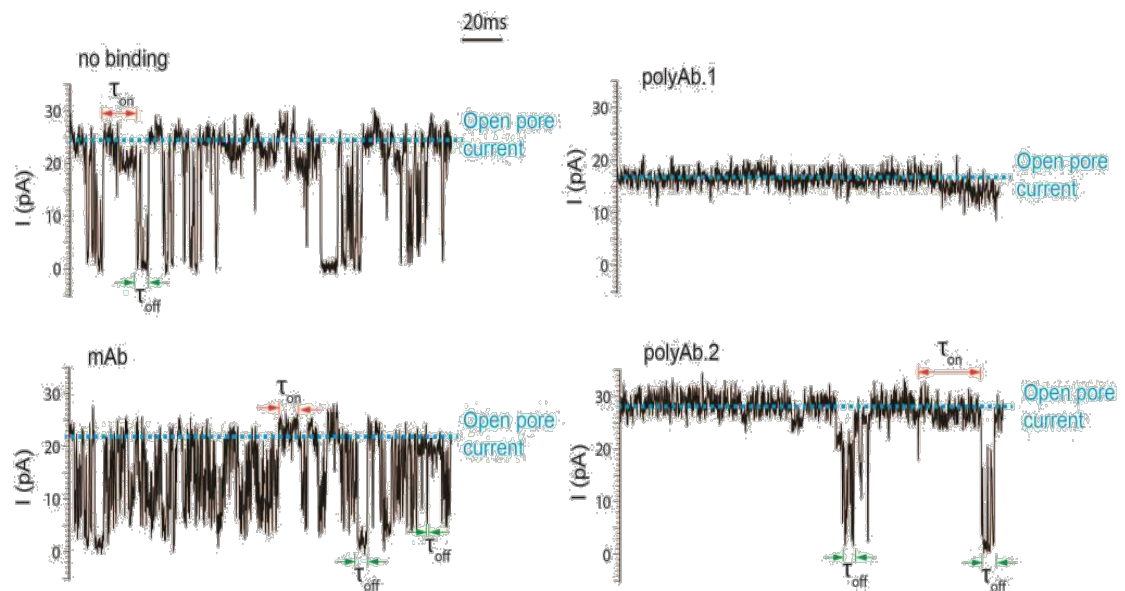 20ms
no binding
τon
30
20
10
0
I (pA)
Open pore
current
τoff
polyAb.1
30
20
10
0
I (pA)
Open pore
current
mAb
τon
30
20
10
0
I (pA)
Open pore
current
τoff
τoff
polyAb.2
τon
30
20
10
0
I (pA)
Open pore
current
τoff
τoff